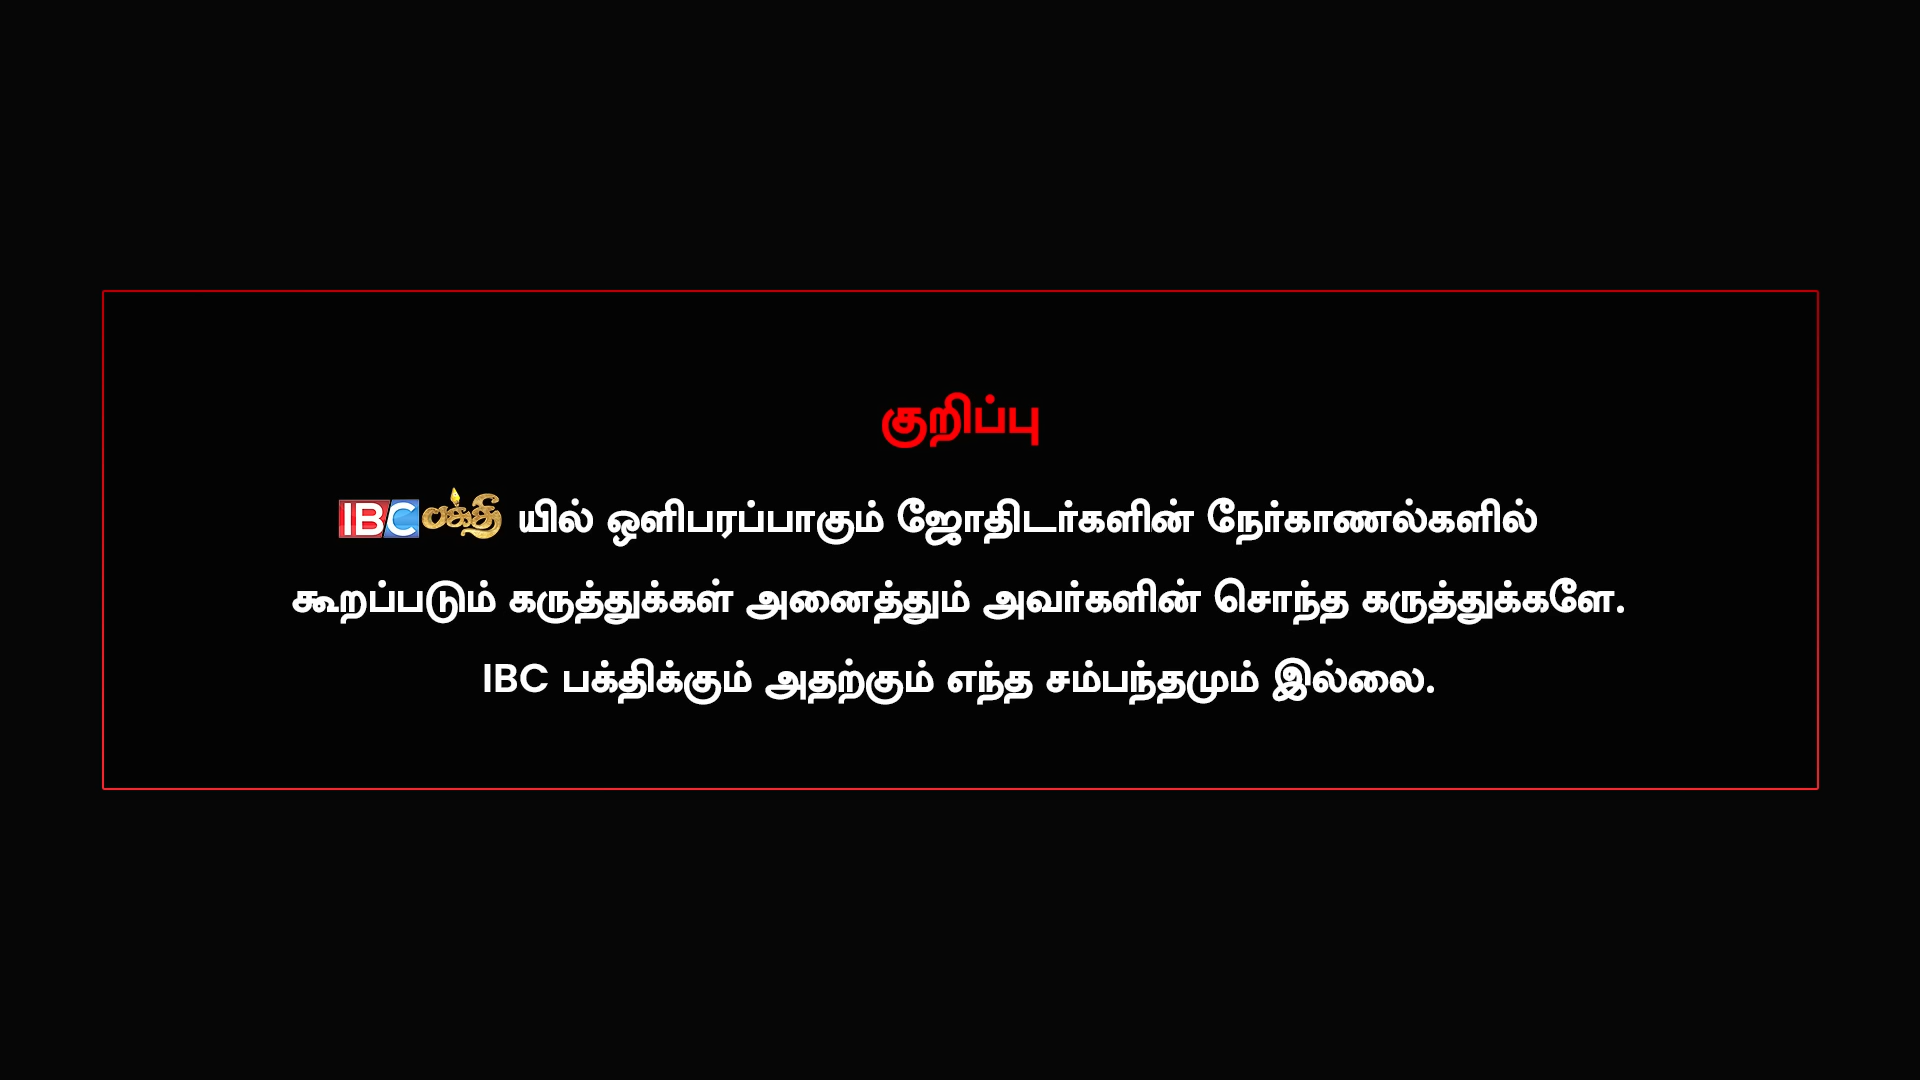 குறிப்பு
IBC பக்தி யில் ஒளிபரப்பாகும் ஜோதிடர்களின் நேர்காணல்களில்
கூறப்படும் கருத்துக்கள் அனைத்தும் அவர்களின் சொந்த கருத்துக்களே.
IBC பக்திக்கும் அதற்கும் எந்த சம்பந்தமும் இல்லை.